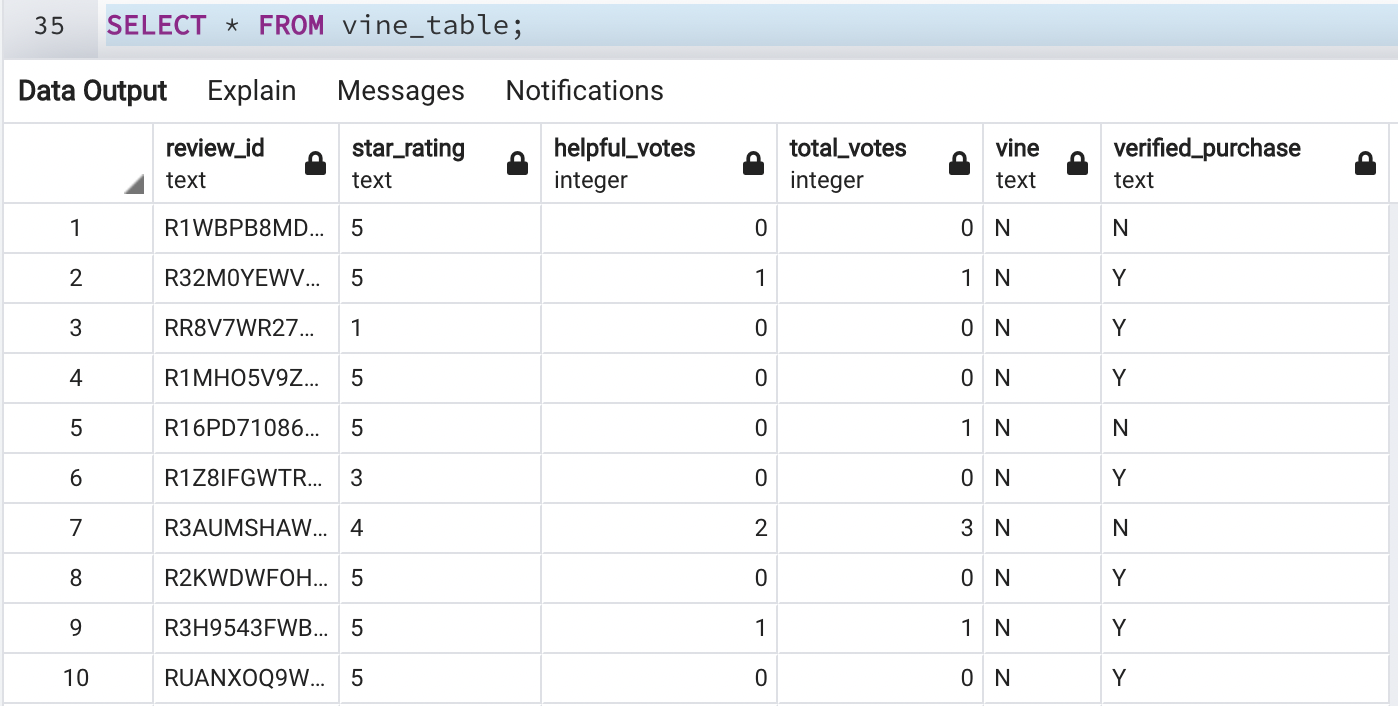 35 SELECT * FROM vine_table;
Data Output Explain Messages Notifications
review_id star_rating helpful_votes total_votes vine verified_purchase
text text integer integer text text
1 R1WBPB8MD... 5 0 0 N N
2 R32M0YEWV... 5 1 1 N Y
3 RR8V7WR27... 1 0 0 N Y
4 R1MHO5V9Z... 5 0 0 N Y
5 R16PD71086... 5 0 1 N N
6 R1Z8IFGWTR... 3 0 0 N Y
7 R3AUMSHAW... 4 2 3 N N
8 R2KWDWFOH... 5 0 0 N Y
9 R3H9543FWB... 5 1 1 N Y
10 RUANXOQ9W... 5 0 0 N Y